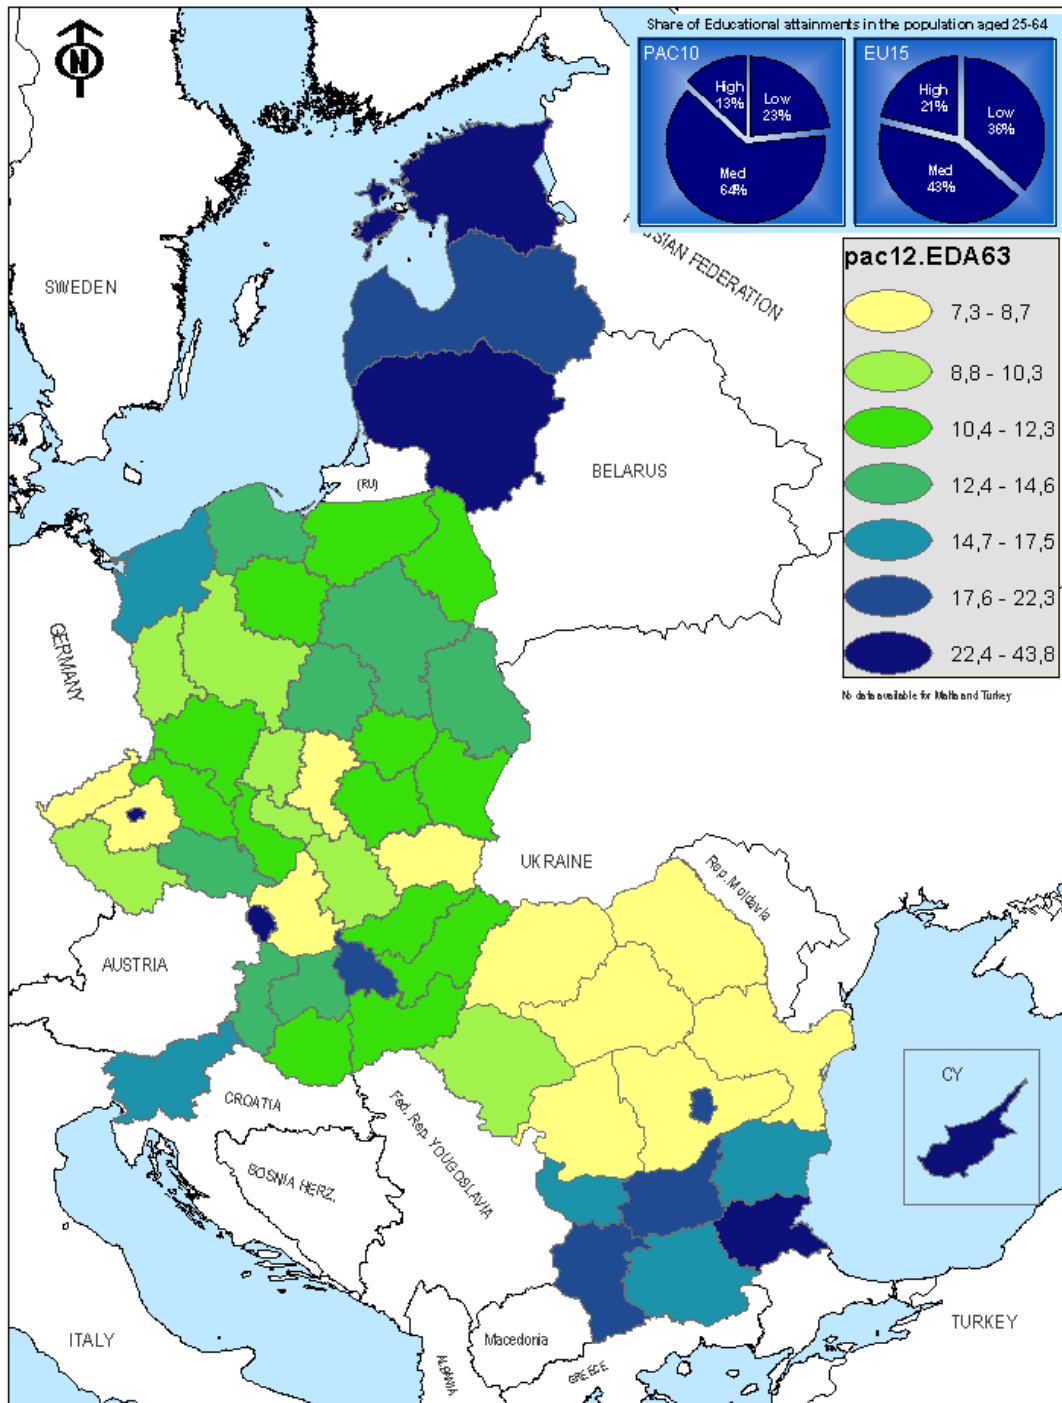 Share of Educational attainments in the population aged 25-64
PAC10
High
13%
Low
23%
Med
64%
EU15
High
21%
Low
36%
Med
43%
N
SSIAN FEDERATION
SWEDEN
pac12.EDA63
7,3 - 8,7
8,8 - 10,3
10,4 - 12,3
12,4 - 14,6
14,7 - 17,5
17,6 - 22,3
22,4 - 43,8
No data available for Malta and Turkey
BELARUS
(RU)
GERMANY
UKRAINE
Rep. Moldavia
AUSTRIA
CY
CROATIA
Fed. Rep. YOUGOSLAVIA
BOSNIA HERZ.
ITALY
Macedonia
ALBANIA
GREECE
TURKEY